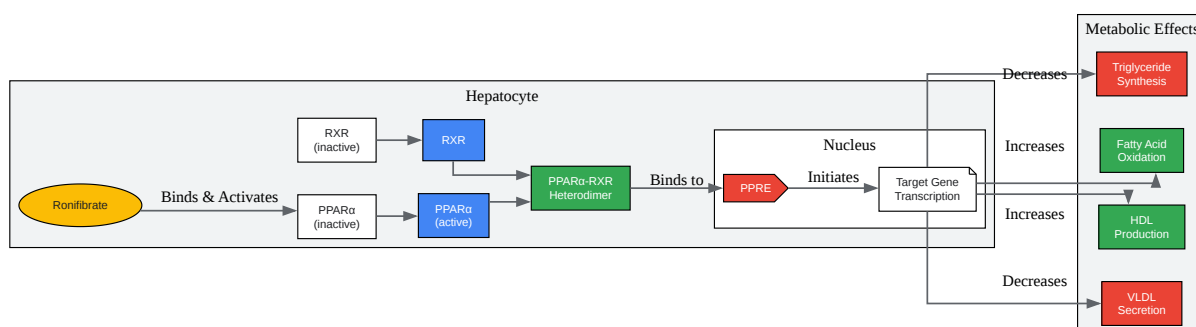 Metabolic Effects
Decreases
Triglyceride
Synthesis
Hepatocyte
RXR
(inactive)
RXR
Nucleus
Increases
Fatty Acid
Oxidation
PPARα-RXR
Heterodimer
Binds to
PPRE
Initiates
Target Gene
Transcription
Ronifibrate
Binds & Activates
PPARα
(inactive)
PPARα
(active)
Increases
HDL
Production
Decreases
VLDL
Secretion